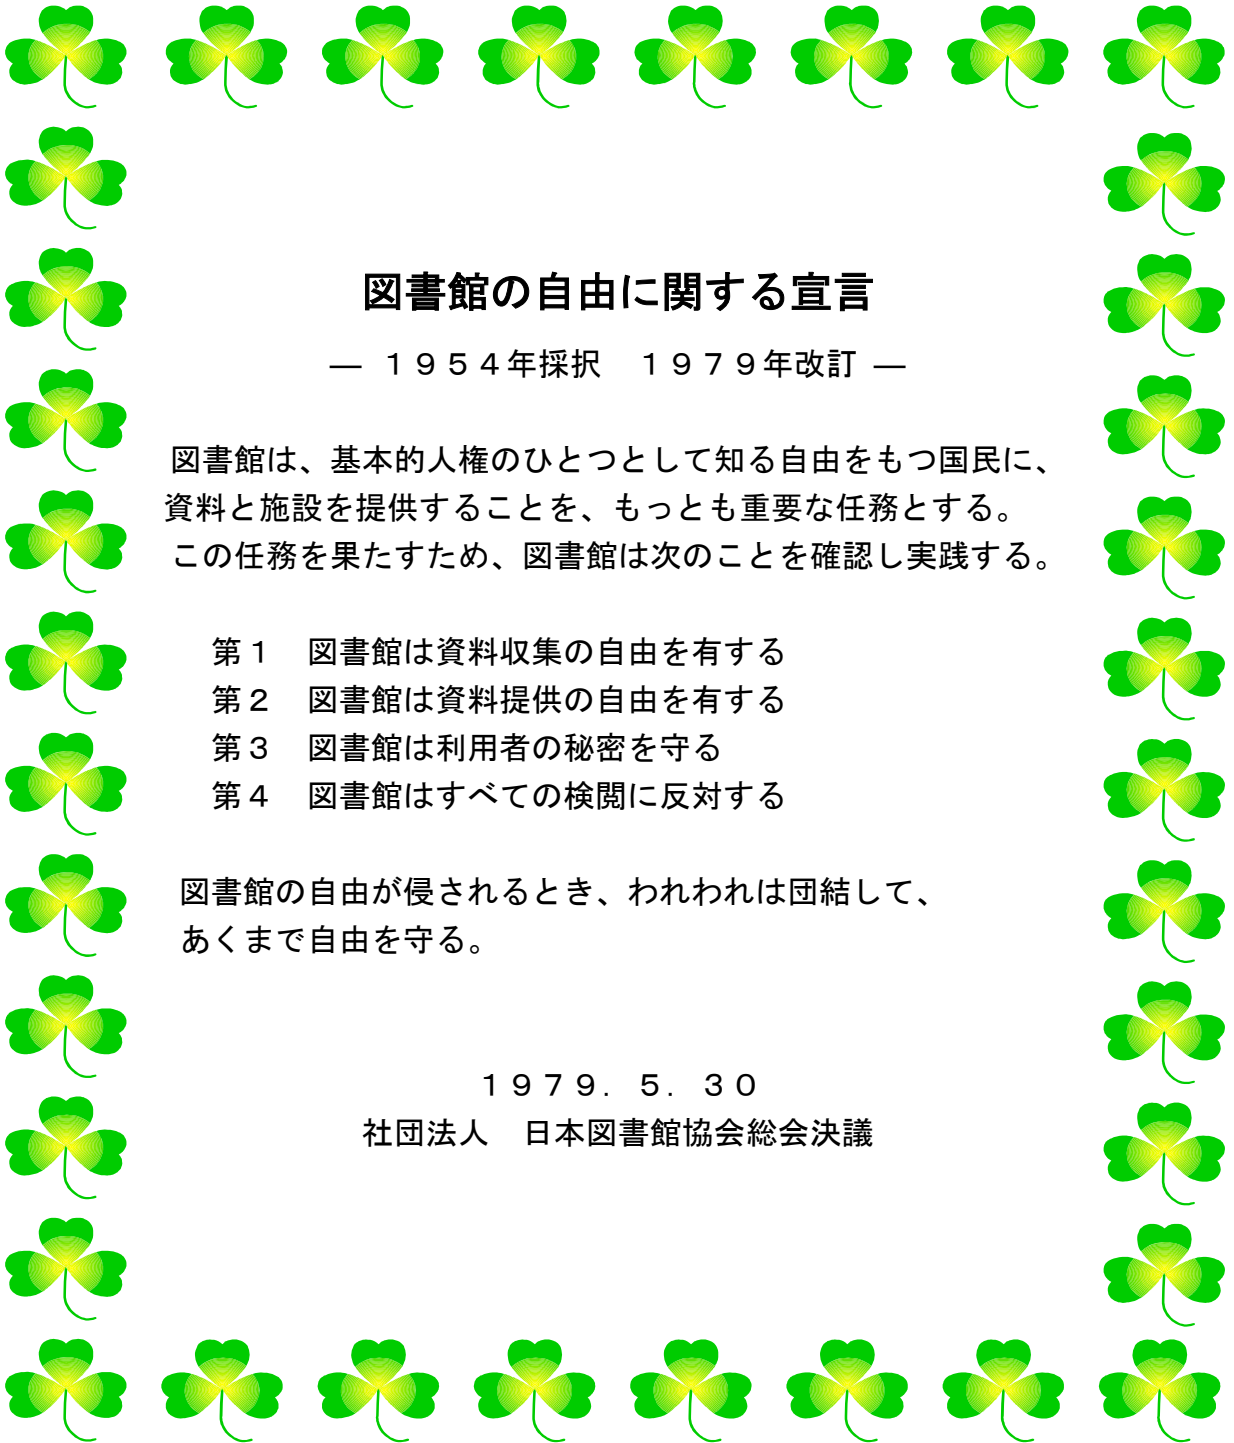 図書館の自由に関する宣言
― １９５４年採択　１９７９年改訂 ―
図書館は、基本的人権のひとつとして知る自由をもつ国民に、
資料と施設を提供することを、もっとも重要な任務とする。
この任務を果たすため、図書館は次のことを確認し実践する。
第１　図書館は資料収集の自由を有する
第２　図書館は資料提供の自由を有する
第３　図書館は利用者の秘密を守る
第４　図書館はすべての検閲に反対する
図書館の自由が侵されるとき、われわれは団結して、
あくまで自由を守る。
１９７９．５．３０
社団法人　日本図書館協会総会決議